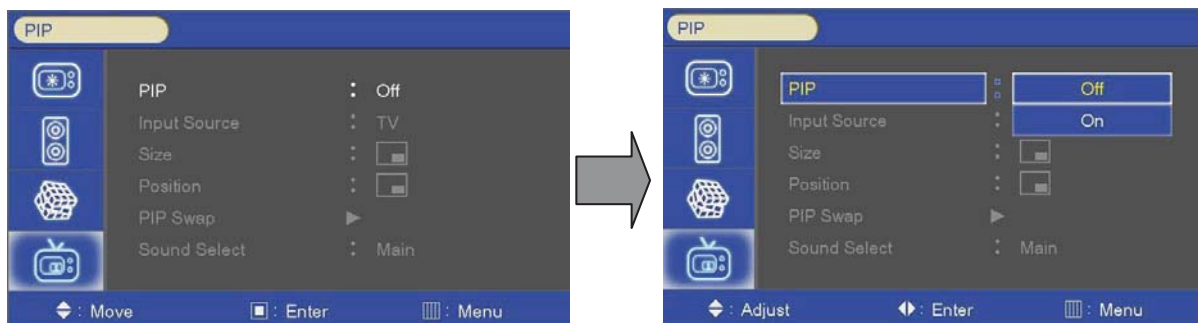 PIP
PIP : Off
Input Source : TV
Size :
Position :
PIP Swap
Sound Select : Main
: Move : Enter : Menu
PIP
PIP : Off
On
Input Source :
Size :
Position :
PIP Swap
Sound Select : Main
: Adjust : Enter : Menu